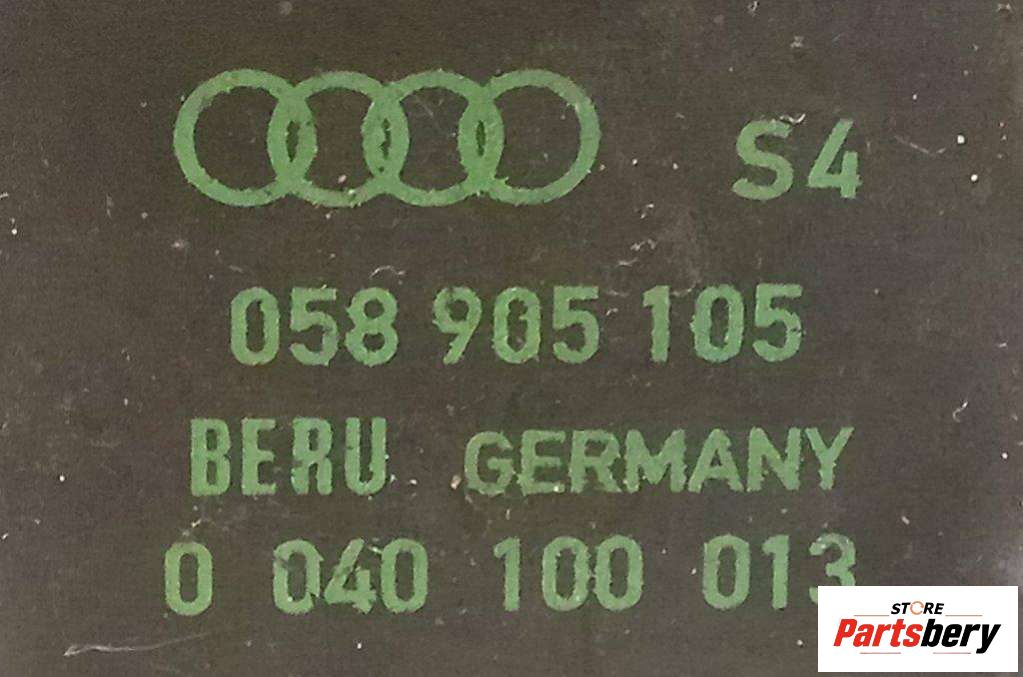 S4
058 905 105
BERU GERMANY
0 040 100 013
STORE
Partsbery